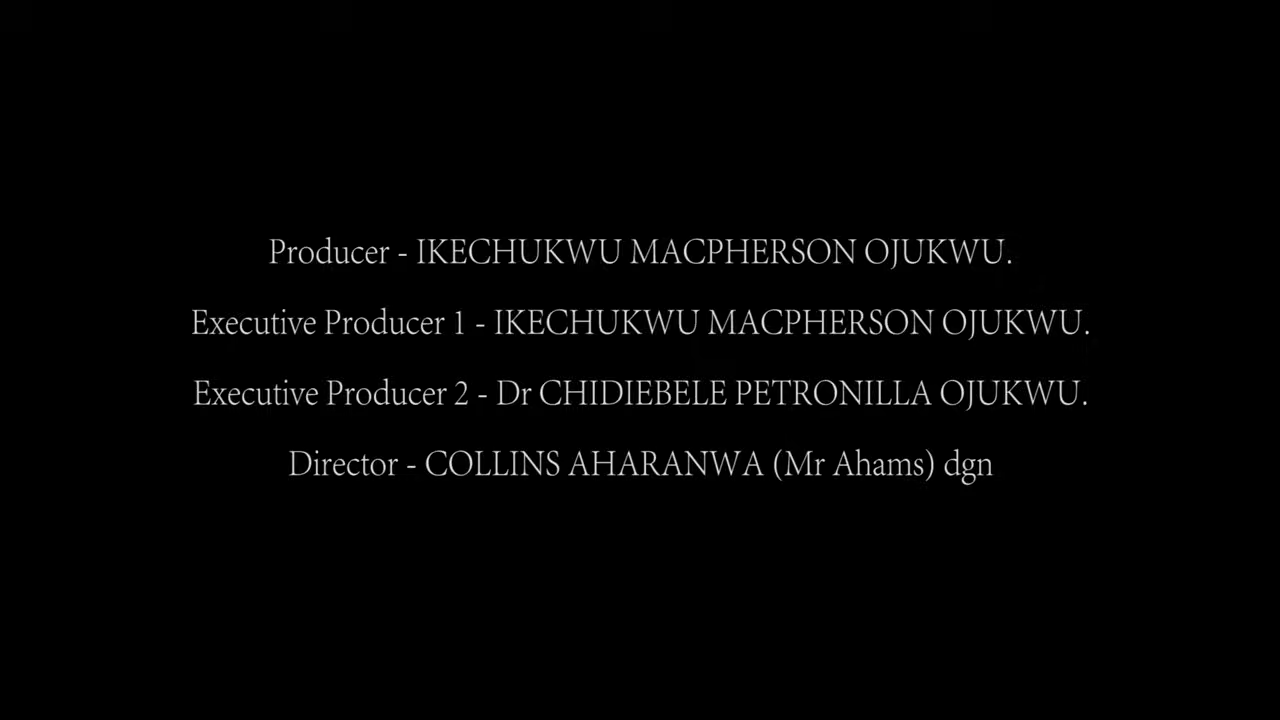 Producer - IKECHUKWU MACPHERSON OJUKWU.
Executive Producer 1 - IKECHUKWU MACPHERSON OJUKWU.
Executive Producer 2 - Dr CHIDIEBELE PETRONILLA OJUKWU.
Director - COLLINS AHARANWA (Mr Ahams) dgn